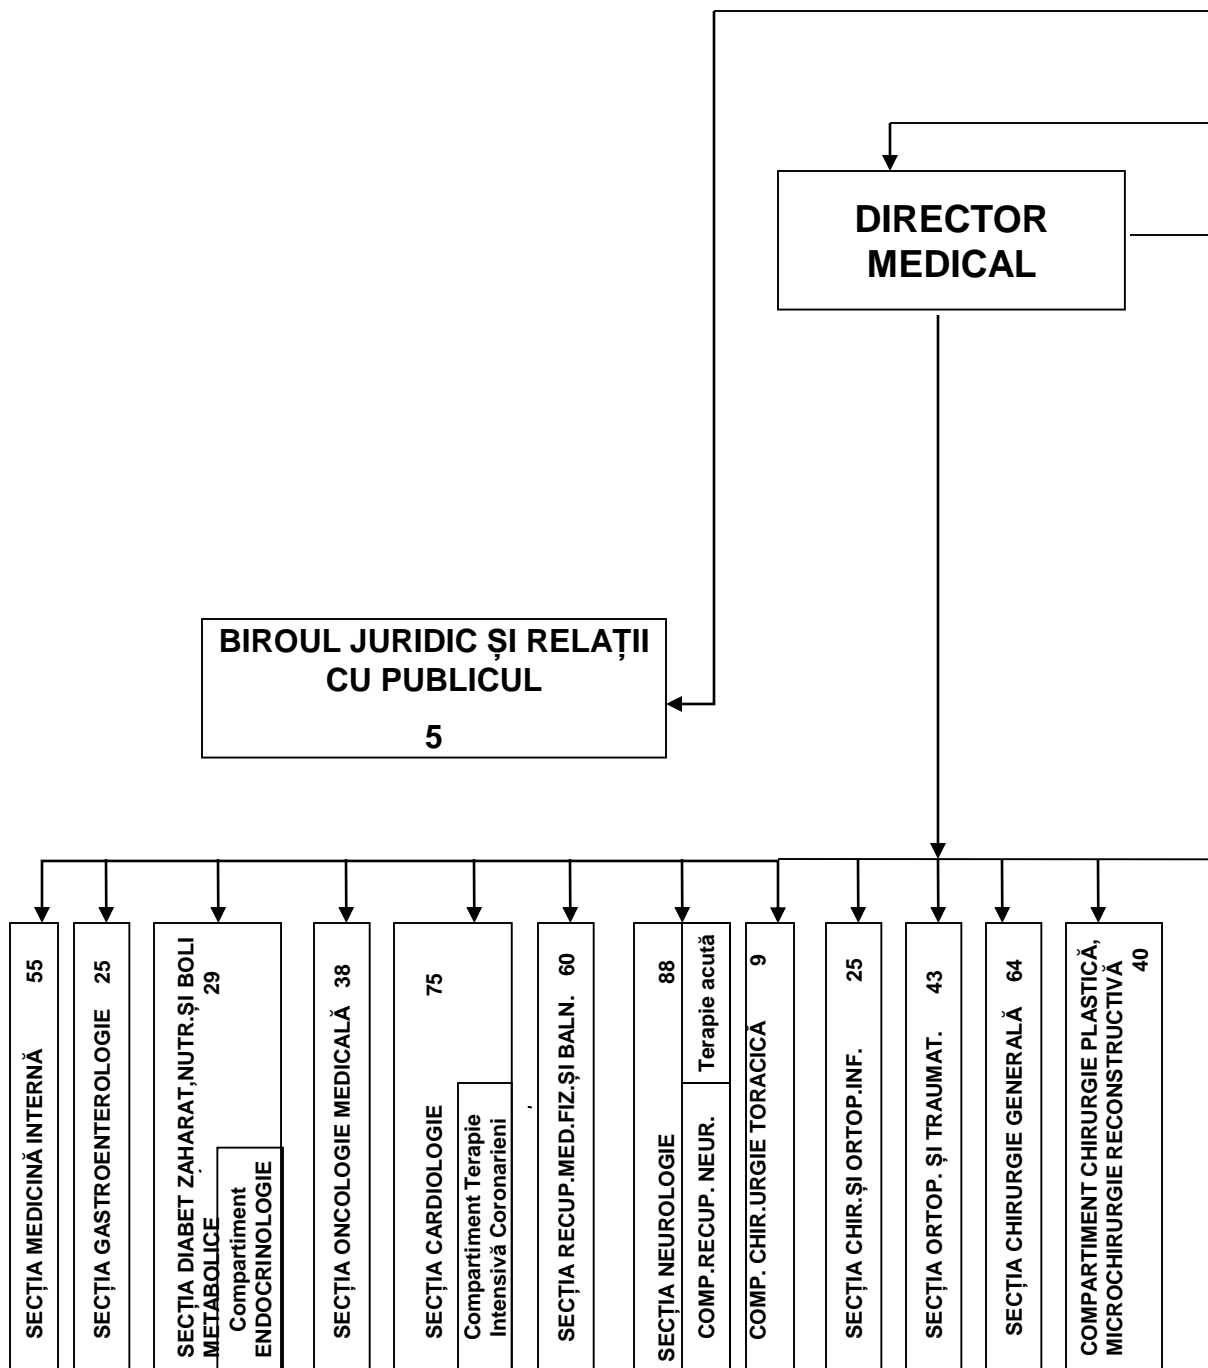 DIRECTOR
MEDICAL
BIROUL JURIDIC ȘI RELAȚII
CU PUBLICUL
5
SECȚIA MEDICINĂ INTERNĂ 55
SECȚIA GASTROENTEROLOGIE 25
SECȚIA DIABET ZAHARAT,NUTR.ȘI BOLI
METABOLICE 29
Compartiment
ENDOCRINOLOGIE
SECȚIA ONCOLOGIE MEDICALĂ 38
SECȚIA CARDIOLOGIE 75
Compartiment Terapie
Intensivă Coronarieni
SECȚIA RECUP.MED.FIZ.ȘI BALN. 60
SECȚIA NEUROLOGIE 88
COMP.RECUP. NEUR.
Terapie acută
COMP. CHIR.URGIE TORACICĂ 9
SECȚIA CHIR.ȘI ORTOP.INF. 25
SECȚIA ORTOP. ȘI TRAUMAT. 43
SECȚIA CHIRURGIE GENERALĂ 64
COMPARTIMENT CHIRURGIE PLASTICĂ,
MICROCHIRURGIE RECONSTRUCTIVĂ
40